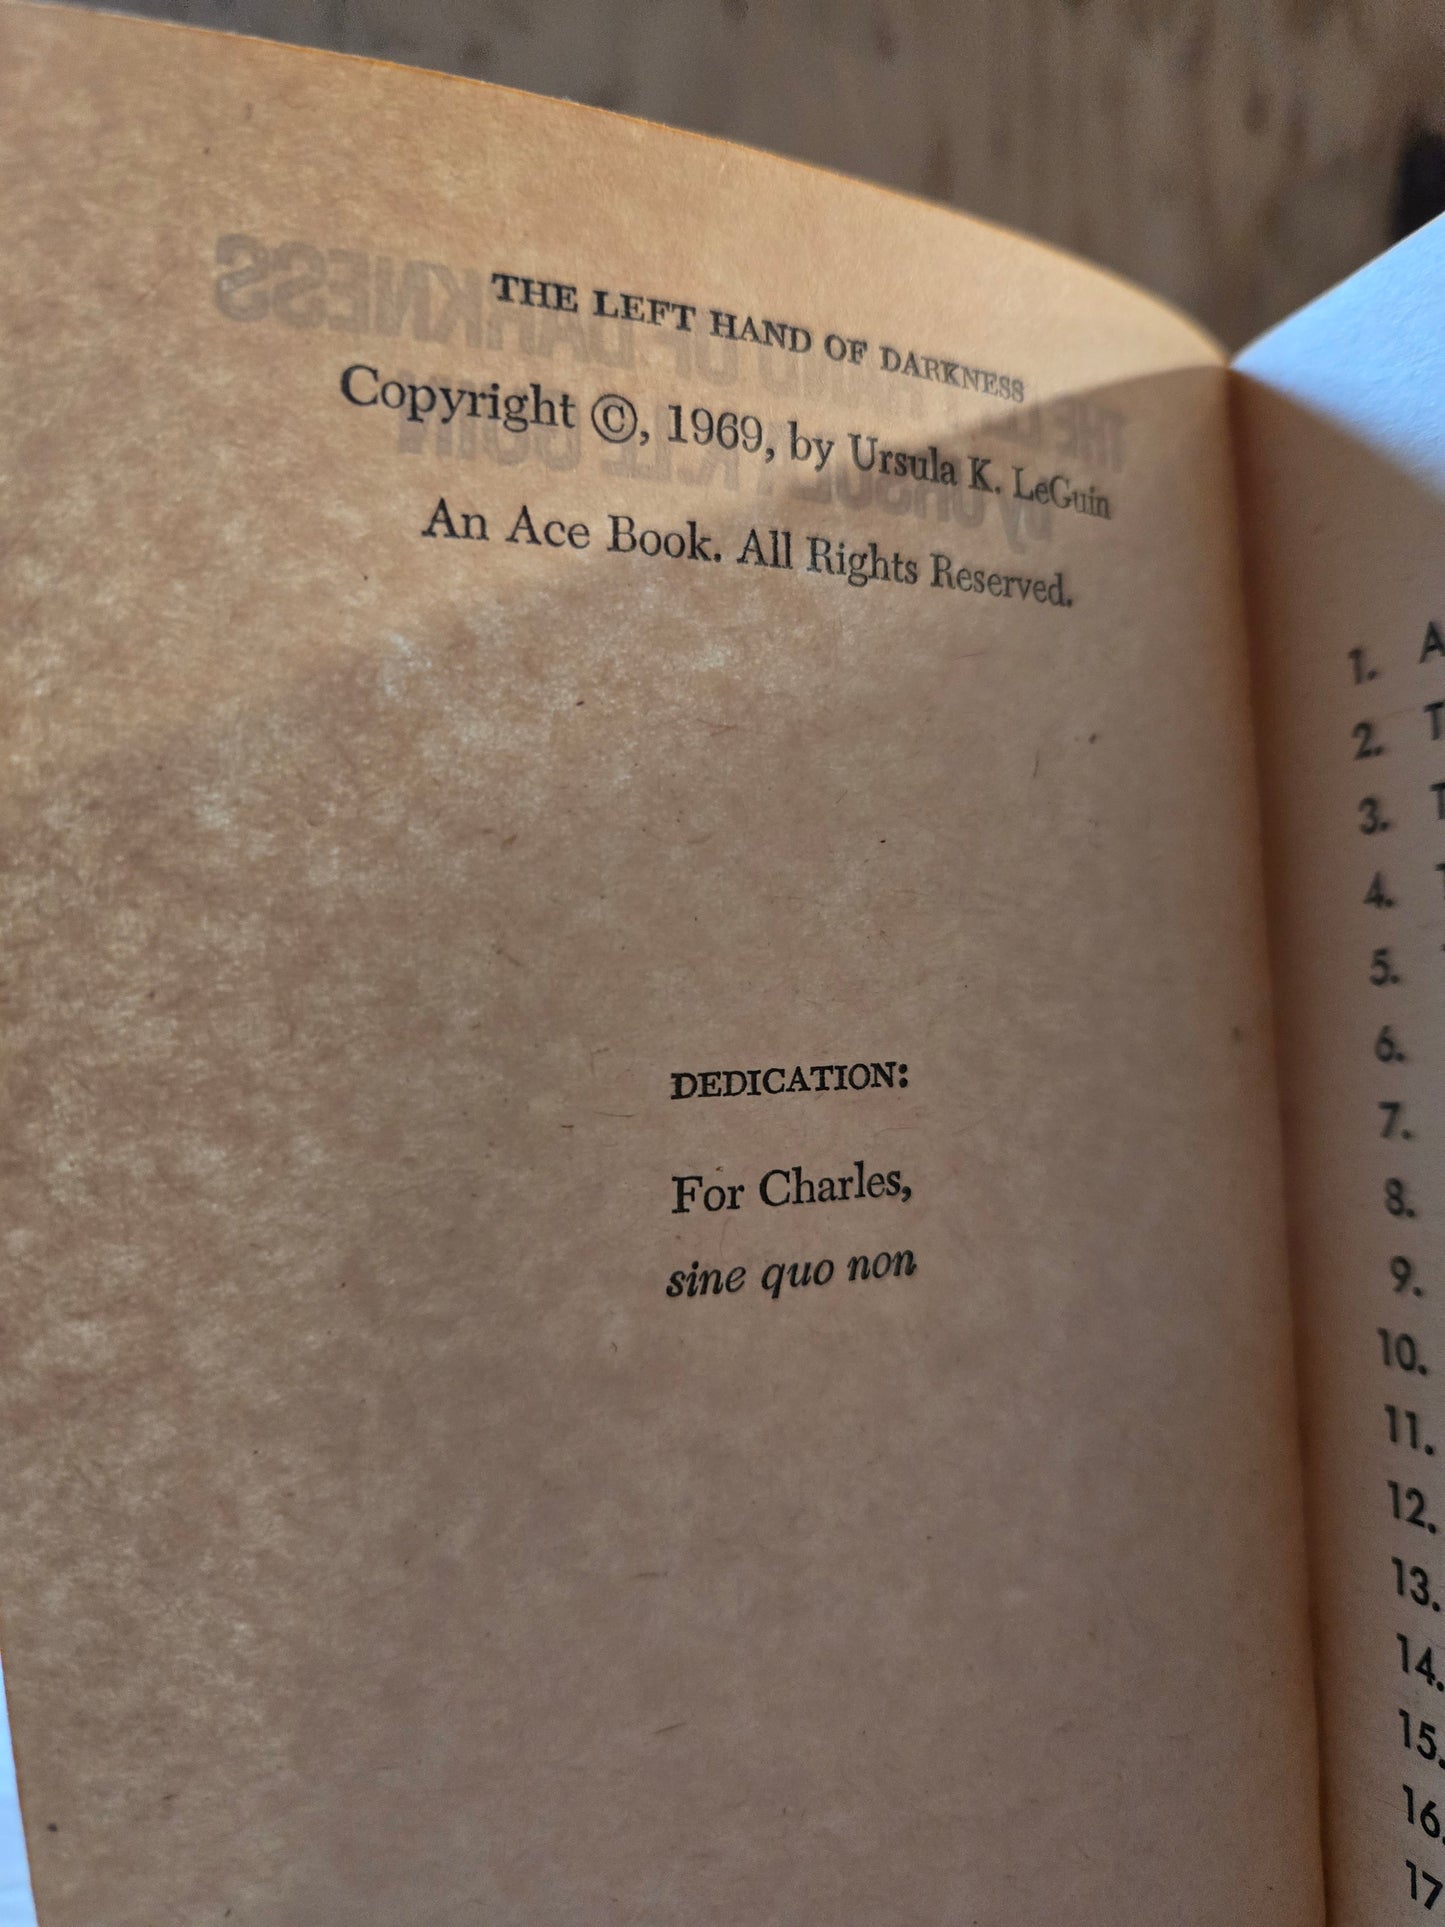 THE LEFT HAND OF DARKNESS
Copyright ©, 1969, by Ursula K. LeGuin
An Ace Book. All Rights Reserved.
DEDICATION:
For Charles,
sine quo non
1. A
2. T
3. T
4. T
5.
6.
7.
8.
9.
10.
11.
12.
13.
14.
15.
16.
17